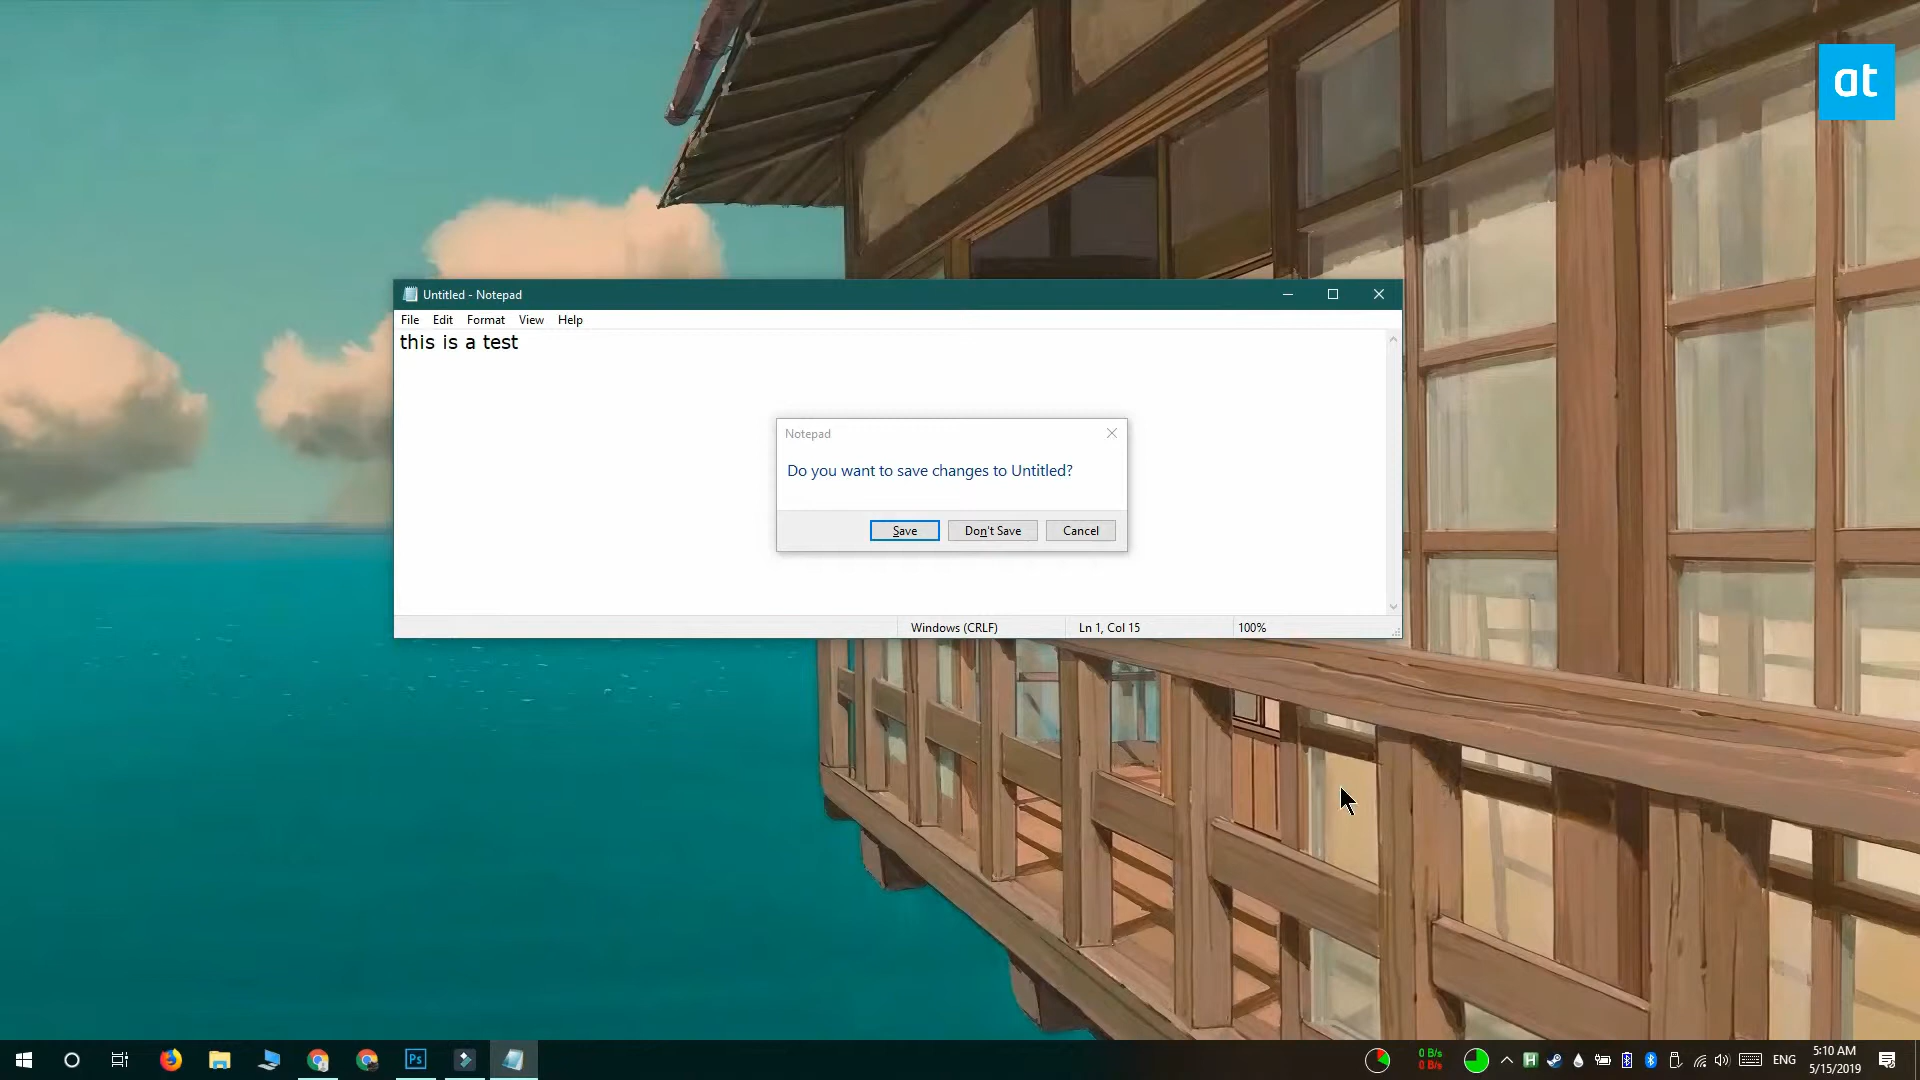 at
Untitled - Notepad
File Edit Format View Help
this is a test
Notepad
Do you want to save changes to Untitled?
Save Don't Save Cancel
Windows (CRLF) Ln 1, Col 15 100%
Ps
0 B/s
0 B/s
H
ENG
5:10 AM
5/15/2019